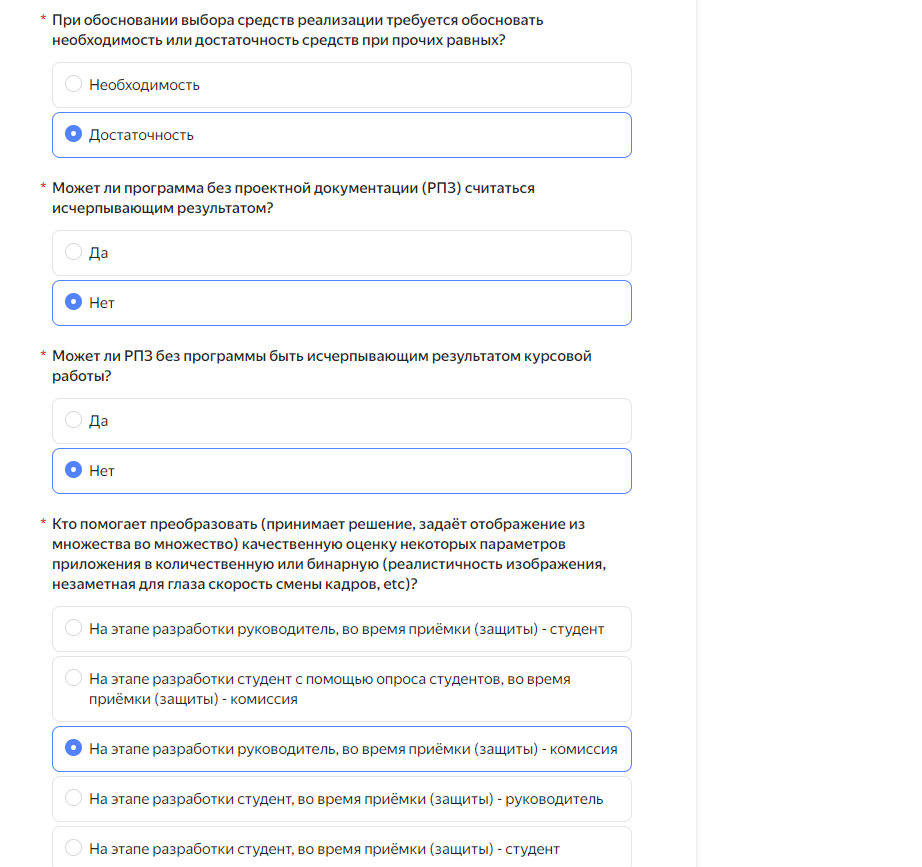 * При обосновании выбора средств реализации требуется обосновать
необходимость или достаточность средств при прочих равных?
Необходимость
Достаточность
* Может ли программа без проектной документации (РПЗ) считаться
исчерпывающим результатом?
Да
Нет
* Может ли РПЗ без программы быть исчерпывающим результатом курсовой
работы?
Да
Нет
* Кто помогает преобразовать (принимает решение, задаёт отображение из
множества во множество) качественную оценку некоторых параметров
приложения в количественную или бинарную (реалистичность изображения,
незаметная для глаза скорость смены кадров, etc)?
На этапе разработки руководитель, во время приёмки (защиты) - студент
На этапе разработки студент с помощью опроса студентов, во время
приёмки (защиты) - комиссия
На этапе разработки руководитель, во время приёмки (защиты) - комиссия
На этапе разработки студент, во время приёмки (защиты) - руководитель
На этапе разработки студент, во время приёмки (защиты) - студент